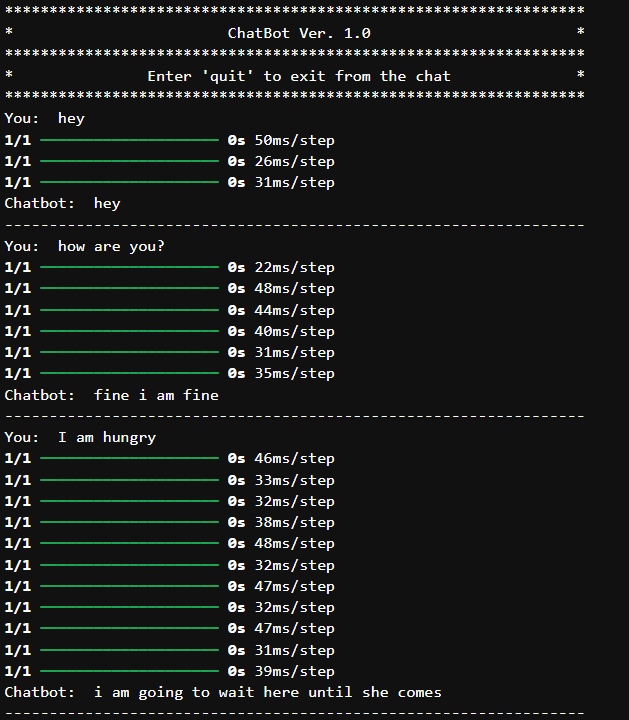 *****************************************************************
* ChatBot Ver. 1.0 *
*****************************************************************
* Enter 'quit' to exit from the chat *
*****************************************************************
You: hey
1/1 ━━━━━━━━━━━━━━━━━━━━ 0s 50ms/step
1/1 ━━━━━━━━━━━━━━━━━━━━ 0s 26ms/step
1/1 ━━━━━━━━━━━━━━━━━━━━ 0s 31ms/step
Chatbot: hey
-----------------------------------------------------------------
You: how are you?
1/1 ━━━━━━━━━━━━━━━━━━━━ 0s 22ms/step
1/1 ━━━━━━━━━━━━━━━━━━━━ 0s 48ms/step
1/1 ━━━━━━━━━━━━━━━━━━━━ 0s 44ms/step
1/1 ━━━━━━━━━━━━━━━━━━━━ 0s 40ms/step
1/1 ━━━━━━━━━━━━━━━━━━━━ 0s 31ms/step
1/1 ━━━━━━━━━━━━━━━━━━━━ 0s 35ms/step
Chatbot: fine i am fine
-----------------------------------------------------------------
You: I am hungry
1/1 ━━━━━━━━━━━━━━━━━━━━ 0s 46ms/step
1/1 ━━━━━━━━━━━━━━━━━━━━ 0s 33ms/step
1/1 ━━━━━━━━━━━━━━━━━━━━ 0s 32ms/step
1/1 ━━━━━━━━━━━━━━━━━━━━ 0s 38ms/step
1/1 ━━━━━━━━━━━━━━━━━━━━ 0s 48ms/step
1/1 ━━━━━━━━━━━━━━━━━━━━ 0s 32ms/step
1/1 ━━━━━━━━━━━━━━━━━━━━ 0s 47ms/step
1/1 ━━━━━━━━━━━━━━━━━━━━ 0s 32ms/step
1/1 ━━━━━━━━━━━━━━━━━━━━ 0s 47ms/step
1/1 ━━━━━━━━━━━━━━━━━━━━ 0s 31ms/step
1/1 ━━━━━━━━━━━━━━━━━━━━ 0s 39ms/step
Chatbot: i am going to wait here until she comes
-----------------------------------------------------------------